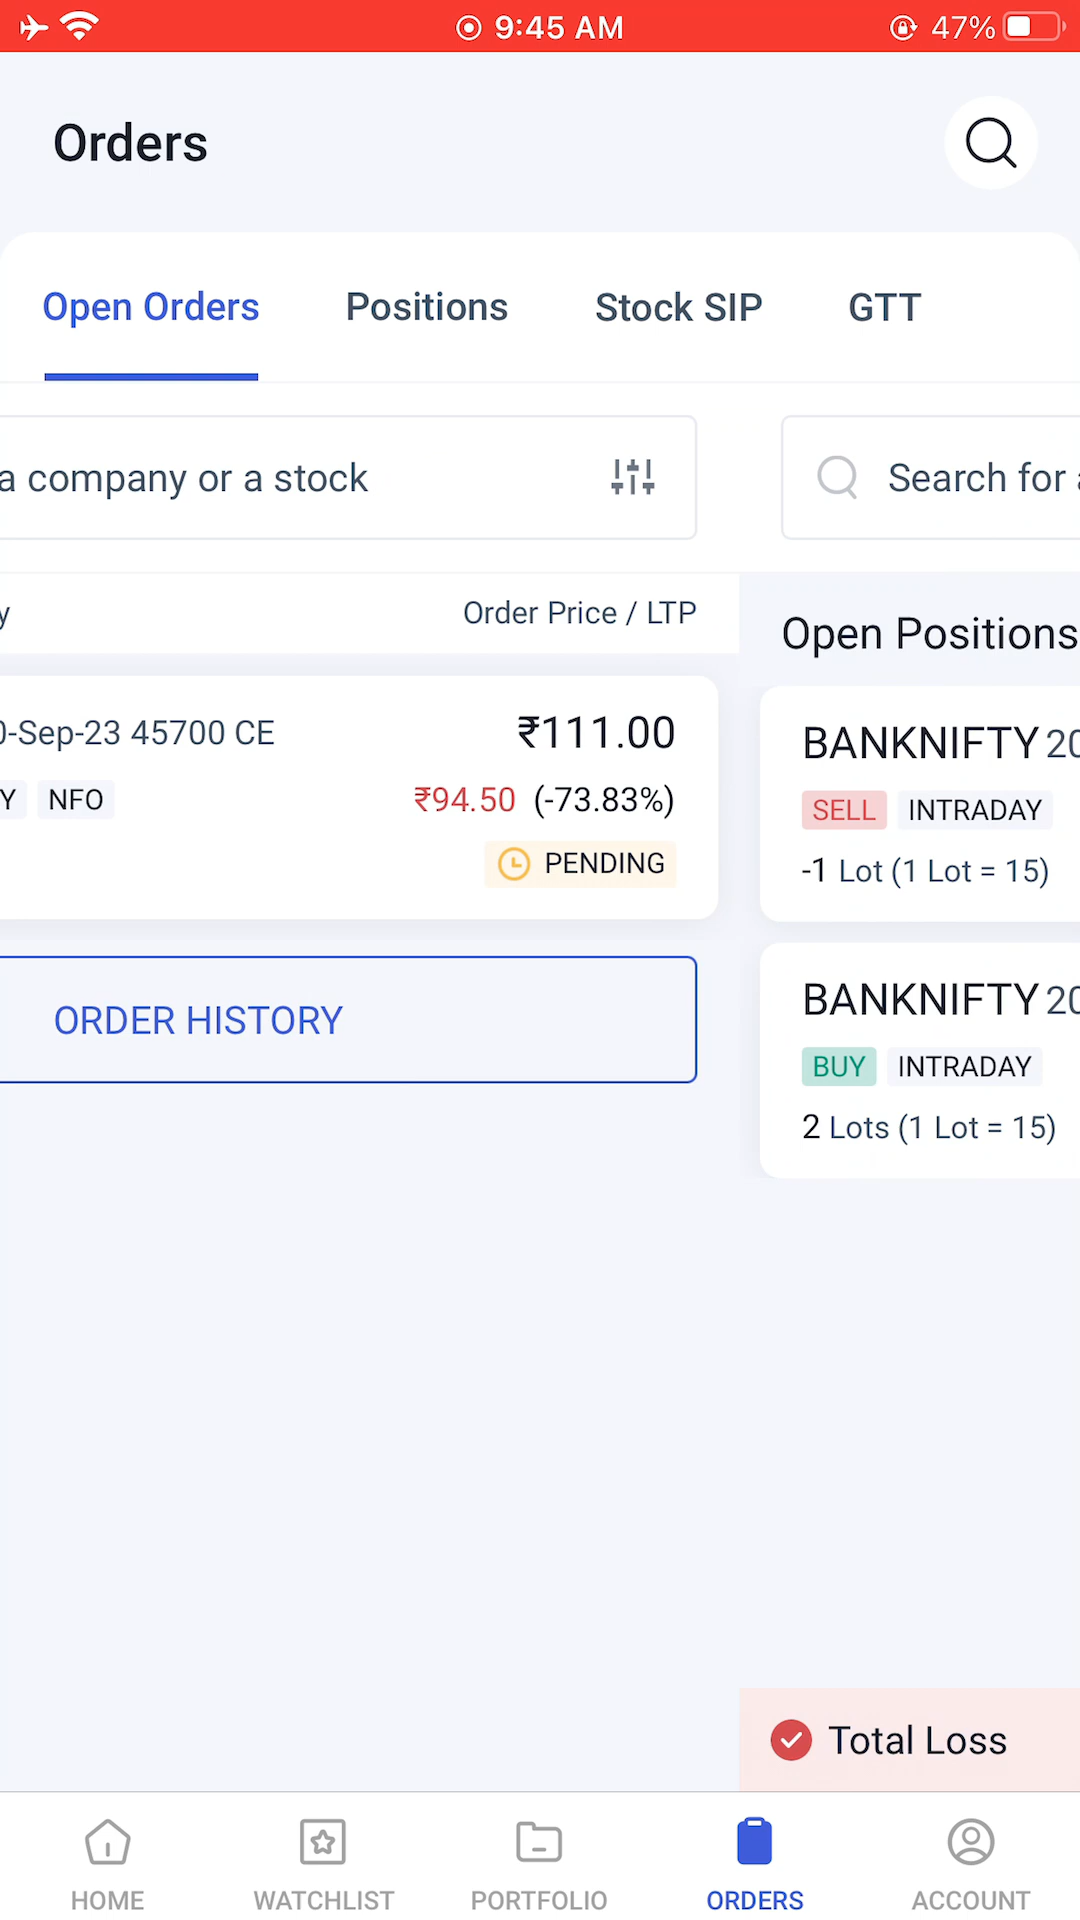 9:45 AM
47%
Orders
Open Orders Positions Stock SIP GTT
a company or a stock
Search for
y
Order Price / LTP
Open Positions
0-Sep-23 45700 CE
₹111.00
Y NFO
₹94.50 (-73.83%)
PENDING
BANKNIFTY 20
SELL INTRADAY
-1 Lot (1 Lot = 15)
ORDER HISTORY
BANKNIFTY 20
BUY INTRADAY
2 Lots (1 Lot = 15)
Total Loss
HOME WATCHLIST PORTFOLIO ORDERS ACCOUNT